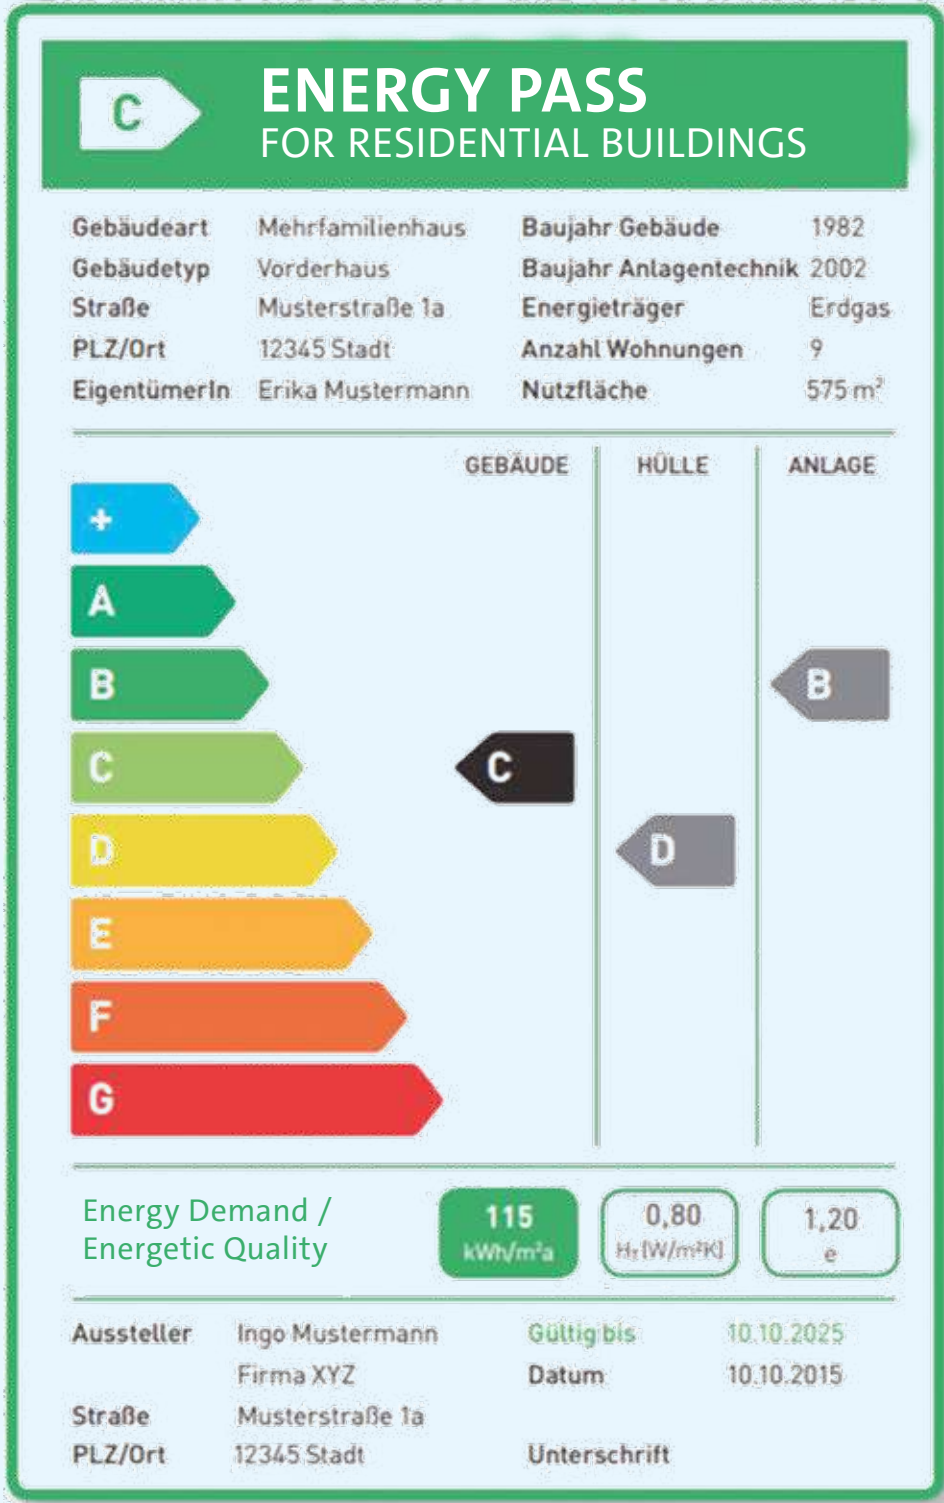 C
ENERGY PASS
FOR RESIDENTIAL BUILDINGS
Gebäudeart Mehrfamilienhaus Baujahr Gebäude 1982
Gebäudetyp Vorderhaus Baujahr Anlagentechnik 2002
Straße Musterstraße 1a Energieträger Erdgas
PLZ/Ort 12345 Stadt Anzahl Wohnungen 9
EigentümerIn Erika Mustermann Nutzfläche 575 m²
GEBÄUDE HÜLLE ANLAGE
+
A
B B
C C
D D
E
F
G
Energy Demand /
Energetic Quality
115 0,80 1,20
kWh/m²a H_T [W/m²K] e
Aussteller Ingo Mustermann Gültig bis 10.10.2025
Firma XYZ Datum 10.10.2015
Straße Musterstraße 1a
PLZ/Ort 12345 Stadt Unterschrift